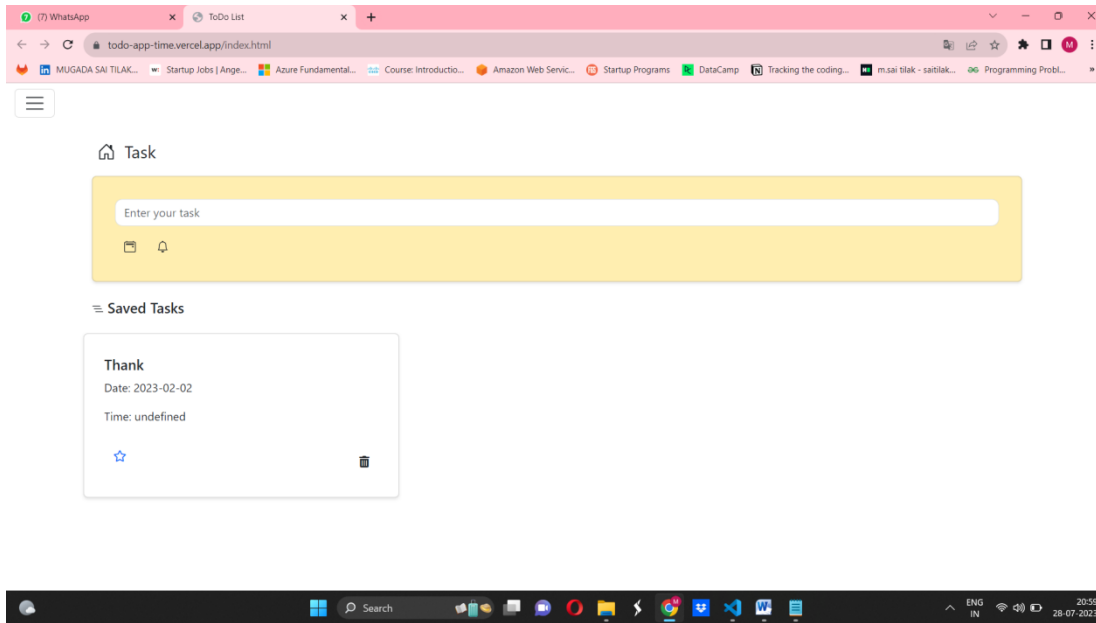 (7) WhatsApp
ToDo List
todo-app-time.vercel.app/index.html
M
MUGADA SAI TILAK... Startup Jobs | Ange... Azure Fundamental... Course: Introductio... Amazon Web Servic... Startup Programs DataCamp Tracking the coding... m.sai tilak - saitilak... Programming Probl... »
Task
Enter your task
Saved Tasks
Thank
Date: 2023-02-02
Time: undefined
Search
ENG
IN
20:59
28-07-2023